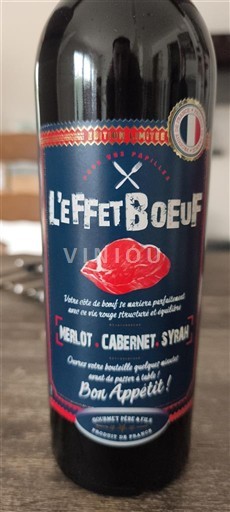 ÉDITION LIMITÉE
POUR VOS PAPILLES
L'EFFET BOEUF
VINIOU
Votre côte de boeuf se mariera parfaitement
avec ce vin rouge structuré et équilibré
MERLOT . CABERNET . SYRAH
Ouvrez votre bouteille quelques minutes
avant de passer à table !
Bon Appétit !
GOURMET PÈRE & FILS
PRODUIT DE FRANCE